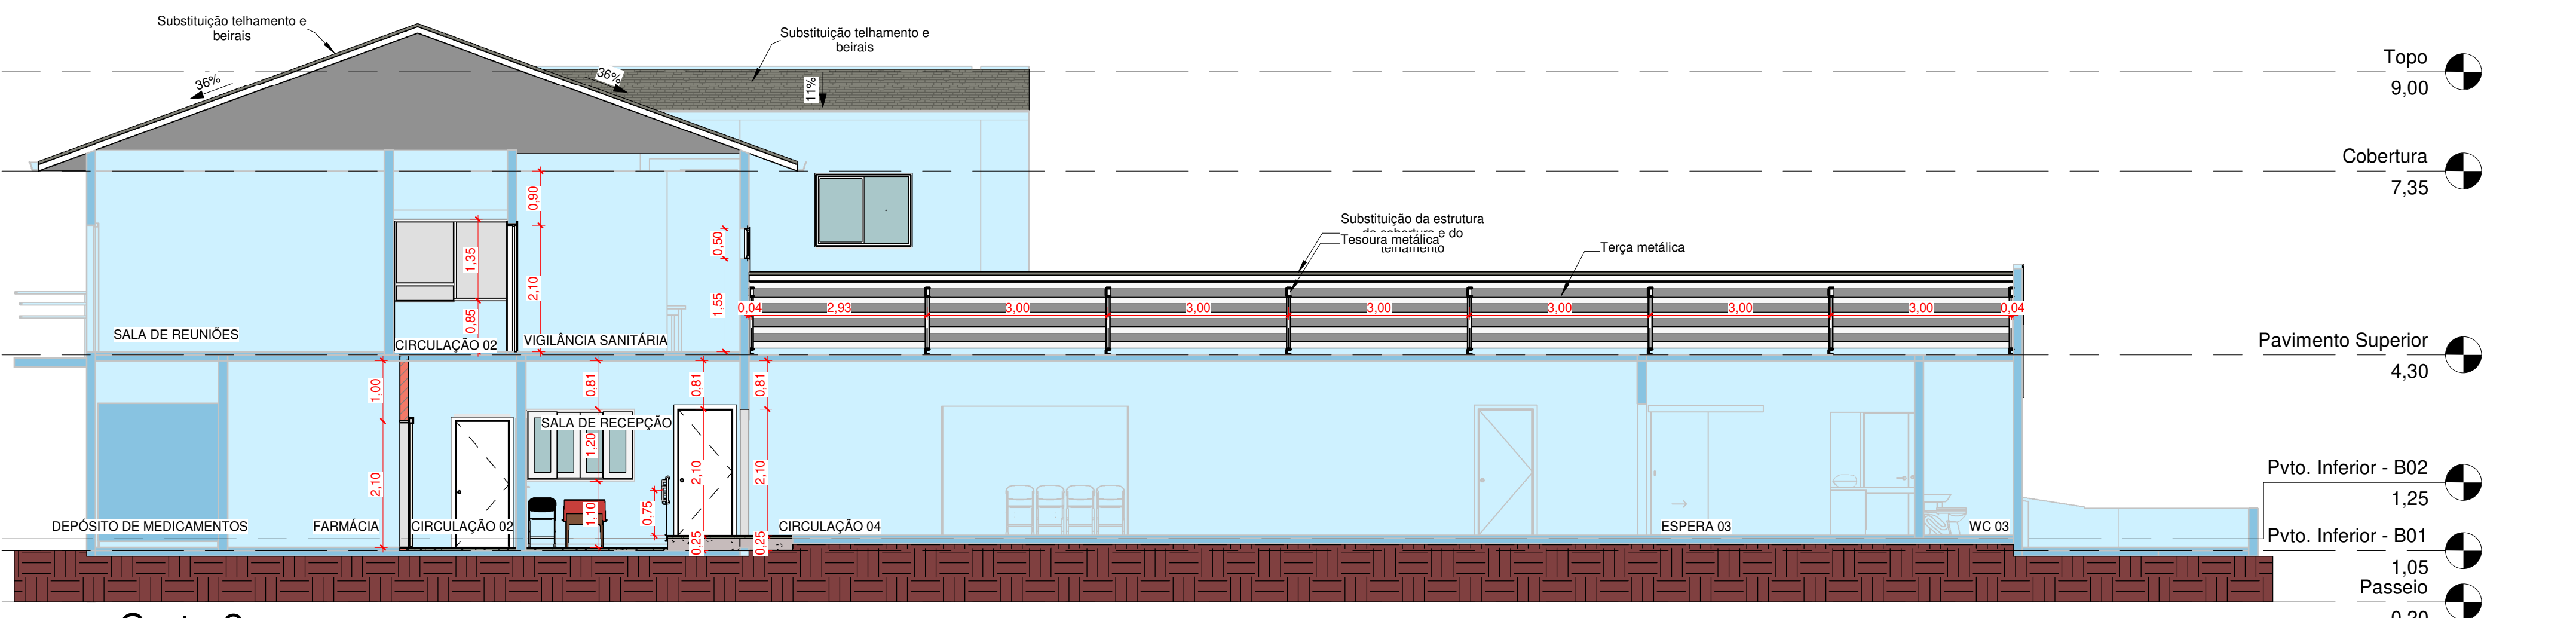 Substituição telhamento e
beirais
Substituição telhamento e
beirais
36%
36%
11%
Topo
9,00
Cobertura
7,35
Substituição da estrutura
Tesoura metálica
e do
telhamento
Terça metálica
0,90
0,50
1,35
2,10
1,55
0,85
0,04
2,93
3,00
3,00
3,00
3,00
3,00
3,00
0,04
SALA DE REUNIÕES
CIRCULAÇÃO 02
VIGILÂNCIA SANITÁRIA
Pavimento Superior
4,30
1,00
0,81
0,81
0,81
SALA DE RECEPÇÃO
1,20
2,10
2,10
2,10
0,75
1,10
0,25
0,25
DEPÓSITO DE MEDICAMENTOS
FARMÁCIA
CIRCULAÇÃO 02
CIRCULAÇÃO 04
ESPERA 03
WC 03
Pvto. Inferior - B02
1,25
Pvto. Inferior - B01
1,05
Passeio
0,20